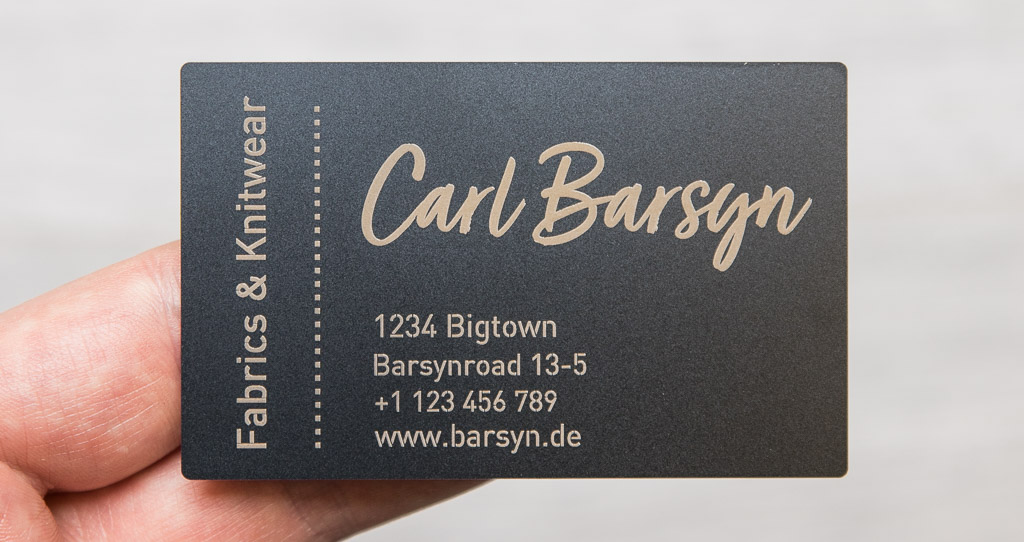 Fabrics & Knitwear
Carl Barsyn
1234 Bigtown
Barsynroad 13-5
+1 123 456 789
www.barsyn.de